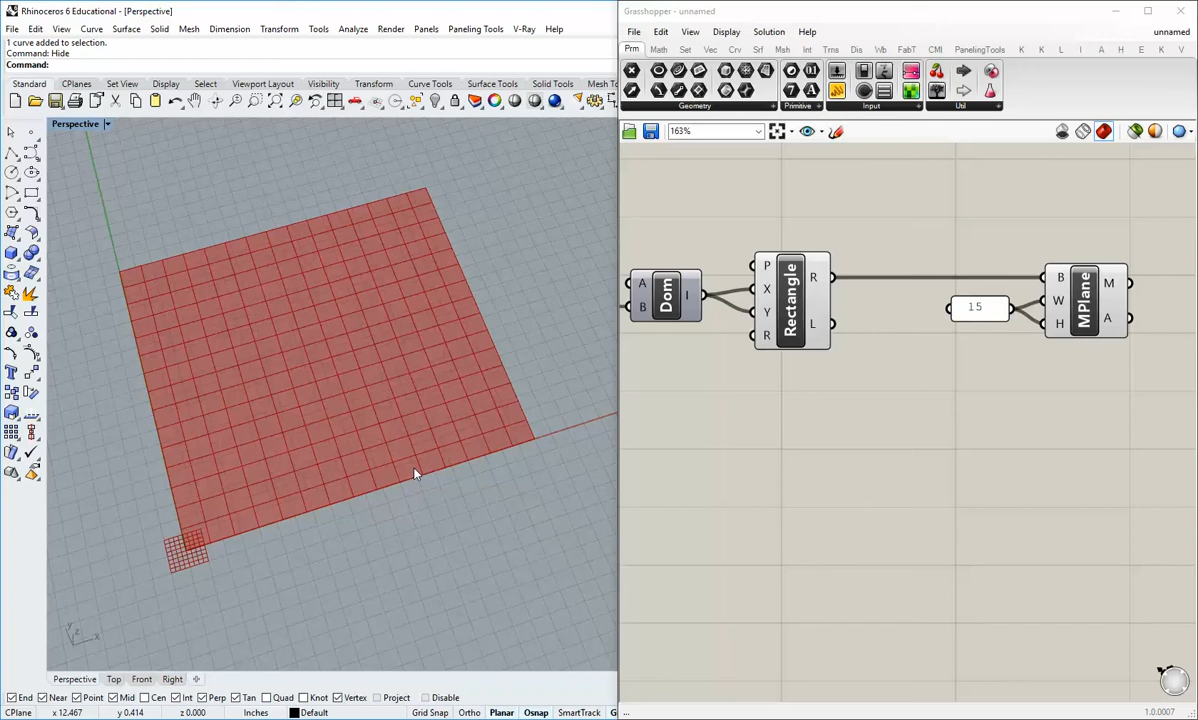 Rhinoceros 6 Educational - [Perspective]
File Edit View Curve Surface Solid Mesh Dimension Transform Tools Analyze Render Panels Paneling Tools V-Ray Help
1 curve added to selection.
Command: Hide
Command:
Standard CPlanes Set View Display Select Viewport Layout Visibility Transform Curve Tools Surface Tools Solid Tools Mesh To
Perspective
y
z
x
Perspective Top Front Right
End Near Point Mid Cen Int Perp Tan Quad Knot Vertex Project Disable
CPlane x 12.467 y 0.414 z 0.000 Inches Default Grid Snap Ortho Planar Osnap SmartTrack G
Grasshopper - unnamed
File Edit View Display Solution Help unnamed
Prm Math Set Vec Crv Srf Msh Int Trns Dis Wb FabT CMI PanelingTools K K L I A H E K V
Geometry Primitive Input Util
163%
A
B
Dom
I
P
X
Y
R
Rectangle
R
L
15
B
W
H
MPlane
M
A
... 1.0.0007